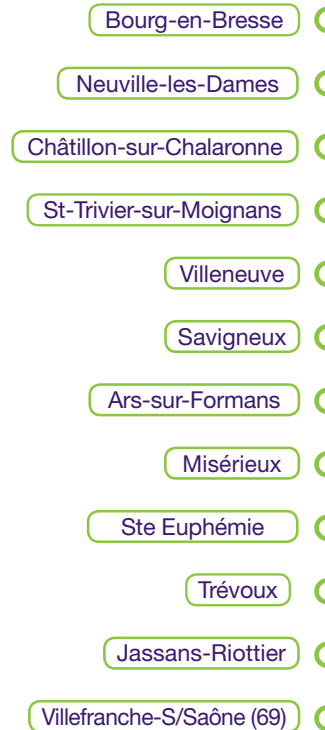 Bourg-en-Bresse
Neuville-les-Dames
Châtillon-sur-Chalaronne
St-Trivier-sur-Moignans
Villeneuve
Savigneux
Ars-sur-Formans
Misérieux
Ste Euphémie
Trévoux
Jassans-Riottier
Villefranche-S/Saône (69)